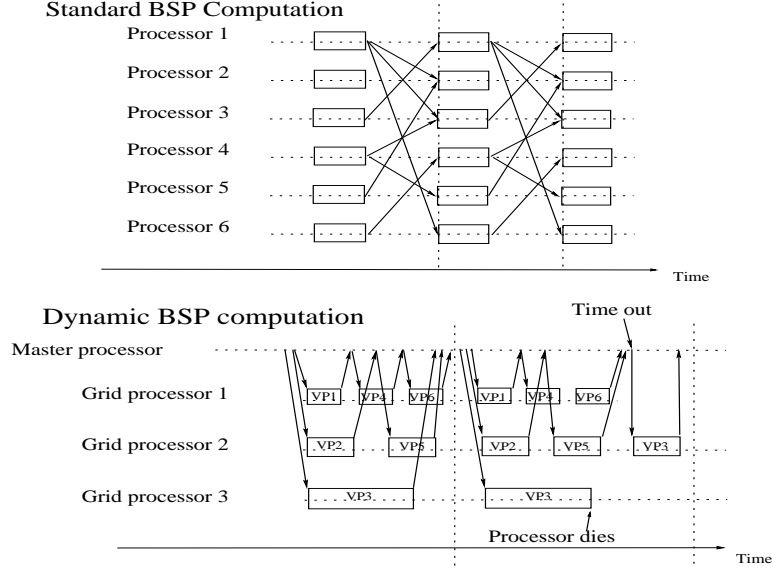 Standard BSP Computation
Processor 1
Processor 2
Processor 3
Processor 4
Processor 5
Processor 6
Time
Dynamic BSP computation
Time out
Master processor
Grid processor 1
VP1 VP4 VP6 VP1 VP4 VP6
Grid processor 2
VP2 VP5 VP2 VP5 VP3
Grid processor 3
VP3 VP3
Processor dies
Time